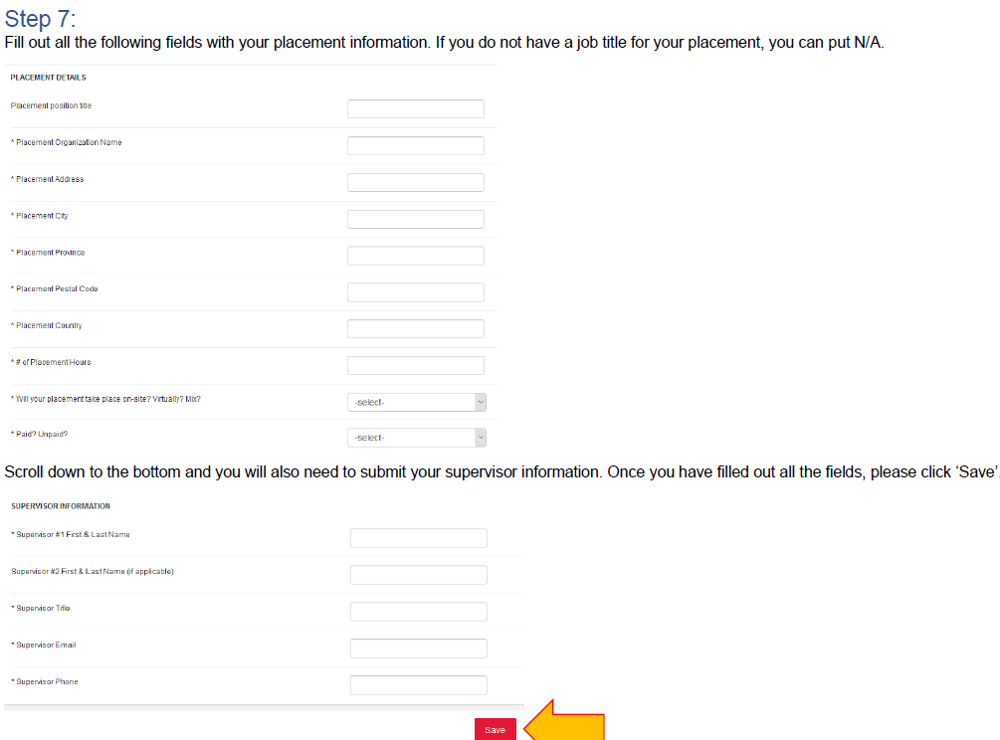 Step 7:
Fill out all the following fields with your placement information. If you do not have a job title for your placement, you can put N/A.
PLACEMENT DETAILS
Placement position title
* Placement Organization Name
* Placement Address
* Placement City
* Placement Province
* Placement Postal Code
* Placement Country
* # of Placement Hours
* Will your placement take place on-site? Virtually? Mix?
-select-
* Paid? Unpaid?
-select-
Scroll down to the bottom and you will also need to submit your supervisor information. Once you have filled out all the fields, please click ‘Save’.
SUPERVISOR INFORMATION
* Supervisor #1 First & Last Name
Supervisor #2 First & Last Name (if applicable)
* Supervisor Title
* Supervisor Email
* Supervisor Phone
Save